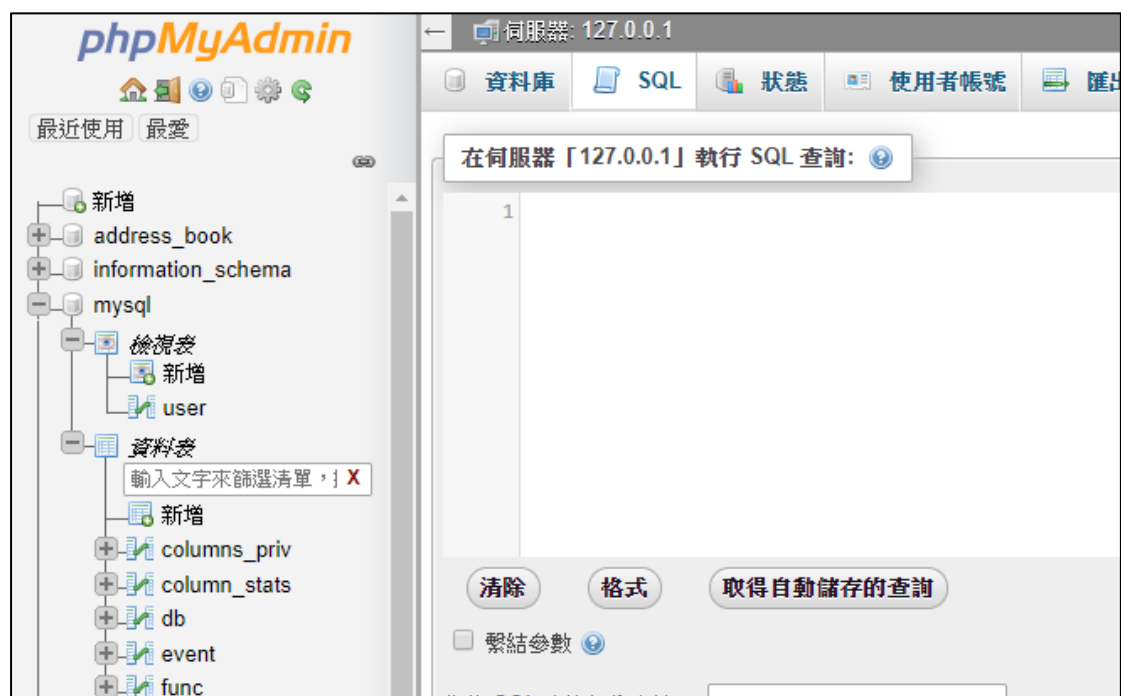 phpMyAdmin
最近使用 最愛
新增
address_book
information_schema
mysql
檢視表
新增
user
資料表
輸入文字來篩選清單，
X
新增
columns_priv
column_stats
db
event
func
← 伺服器: 127.0.0.1
資料庫 SQL 狀態 使用者帳號 匯出
在伺服器「127.0.0.1」執行 SQL 查詢:
1
清除 格式 取得自動儲存的查詢
繫結參數